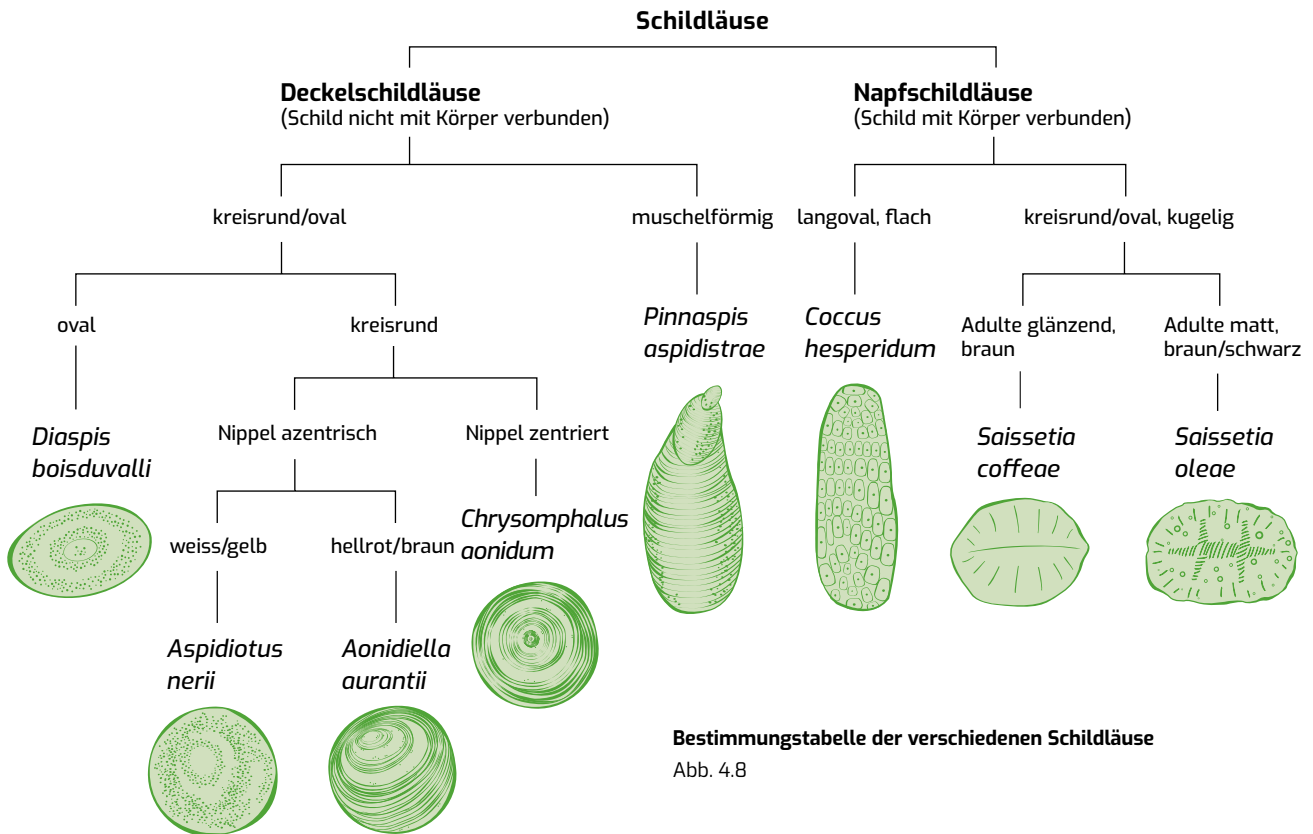 Schildläuse
Deckelschildläuse
(Schild nicht mit Körper verbunden)
Napfschildläuse
(Schild mit Körper verbunden)
kreisrund/oval
muschelförmig
langoval, flach
kreisrund/oval, kugelig
oval
kreisrund
Pinnaspis
aspidistrae
Coccus
hesperidum
Adulte glänzend,
braun
Adulte matt,
braun/schwarz
Diaspis
boisduvalli
Nippel azentrisch
Nippel zentriert
Saissetia
coffeae
Saissetia
oleae
weiss/gelb
hellrot/braun
Chrysomphalus
aonidum
Aspidiotus
nerii
Aonidiella
aurantii
Bestimmungstabelle der verschiedenen Schildläuse
Abb. 4.8